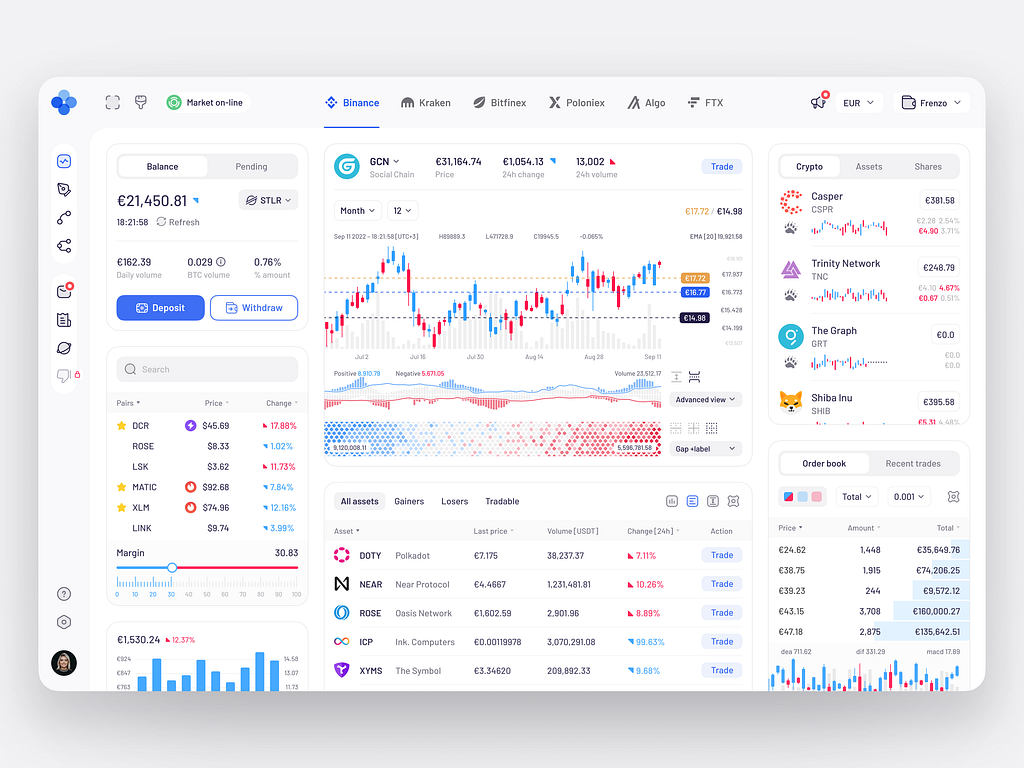 Market on-line
Binance
Kraken
Bitfinex
Poloniex
Algo
FTX
EUR
Frenzo
Balance
Pending
€21,450.81
STLR
18:21:58 Refresh
€162.39
0.029
0.76%
Daily volume
BTC volume
% amount
Deposit
Withdraw
Search
Pairs
Price
Change
DCR $45.69 17.88%
ROSE $8.33 1.02%
LSK $3.62 11.73%
MATIC $92.68 7.84%
XLM $74.96 12.16%
LINK $9.74 3.99%
Margin 30.83
0 10 20 30 40 50 60 70 80 90 100
€1,530.24 12.37%
€924 14.58
€847 13.07
€763 11.73
GCN
Social Chain
€31,164.74
Price
€1,054.13
24h change
13,002
24h volume
Trade
Month
12
€17.72 / €14.98
Sep 11 2022 – 18:21:58 [UTC+3] H89889.3 L471728.9 C19945.5 -0.065% EMA [20] 19,921.58
€17.72
€17.937
€16.77
€16.773
€15.428
€14.98
€14.199
Jul 2 Jul 16 Jul 30 Aug 14 Aug 28 Sep 11
Positive 8,910.79 Negative 5,671.05 Volume 23,512.17
Advanced view
9,120,008.11
5,596,781.58
Gap +label
All assets
Gainers
Losers
Tradable
Asset
Last price
Volume [USDT]
Change [24h]
Action
DOTY Polkadot €7.175 38,237.37 7.11% Trade
NEAR Near Protocol €4.4667 1,231,481.81 10.26% Trade
ROSE Oasis Network €1,602.59 2,901.96 8.89% Trade
ICP Ink. Computers €0.00119978 3,070,291.08 99.63% Trade
XYMS The Symbol €3.34620 209,892.33 9.68% Trade
Crypto
Assets
Shares
Casper
CSPR
€381.58
€2.28 2.54%
€4.90 3.71%
Trinity Network
TNC
€248.79
€4.10 4.67%
€0.67 0.51%
The Graph
GRT
€0.0
€0.0
€0.0
Shiba Inu
SHIB
€395.58
€5.31 4.48%
Order book
Recent trades
Total
0.001
Price
Amount
Total
€24.62 1,448 €35,649.76
€38.75 1,915 €74,206.25
€39.23 244 €9,572.12
€43.15 3,708 €160,000.27
€47.18 2,875 €135,642.51
dea 711.62 dif 331.29 macd 17.89